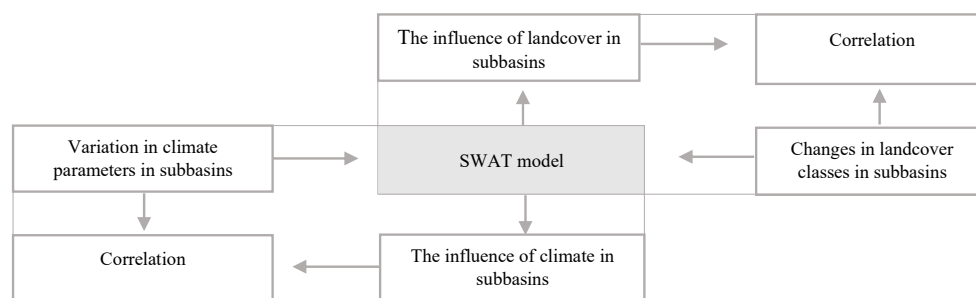 The influence of landcover in
subbasins
Correlation
Variation in climate
parameters in subbasins
SWAT model
Changes in landcover
classes in subbasins
Correlation
The influence of climate in
subbasins